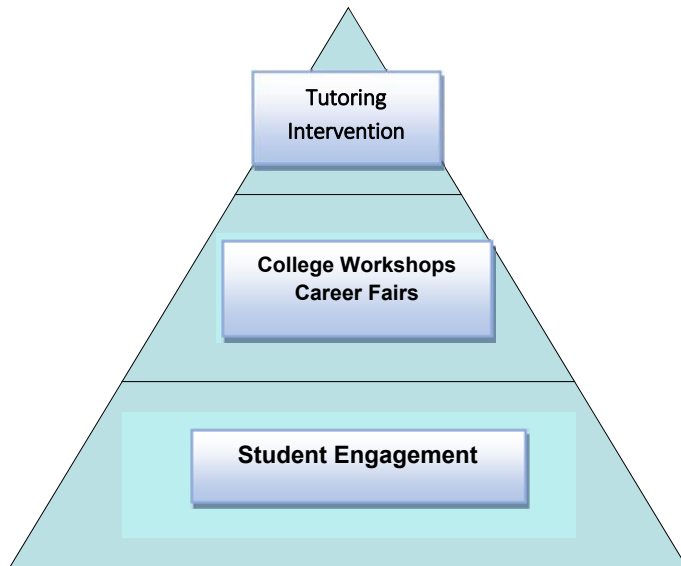 Tutoring
Intervention
College Workshops
Career Fairs
Student Engagement